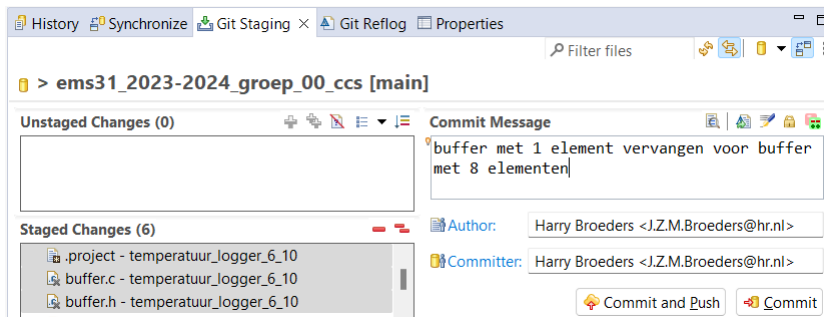 History Synchronize Git Staging Git Reflog Properties
Filter files
> ems31_2023-2024_groep_00_ccs [main]
Unstaged Changes (0)
Commit Message
buffer met 1 element vervangen voor buffer
met 8 elementen
Staged Changes (6)
.project - temperatuur_logger_6_10
buffer.c - temperatuur_logger_6_10
buffer.h - temperatuur_logger_6_10
Author: Harry Broeders <J.Z.M.Broeders@hr.nl>
Committer: Harry Broeders <J.Z.M.Broeders@hr.nl>
Commit and Push Commit